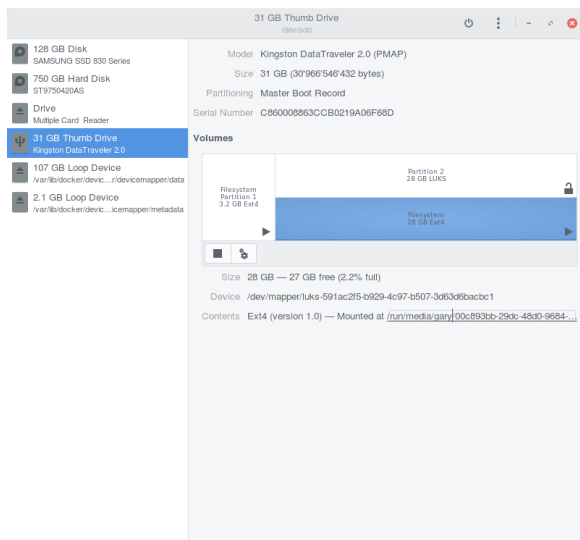 31 GB Thumb Drive
/dev/sdd
128 GB Disk
SAMSUNG SSD 830 Series
750 GB Hard Disk
ST9750420AS
Drive
Multiple Card Reader
31 GB Thumb Drive
Kingston DataTraveler 2.0
107 GB Loop Device
/var/lib/docker/devic...r/devicemapper/data
2.1 GB Loop Device
/var/lib/docker/devic...icemapper/metadata
Model Kingston DataTraveler 2.0 (PMAP)
Size 31 GB (30'966'546'432 bytes)
Partitioning Master Boot Record
Serial Number C860008863CCB0219A06F68D
Volumes
Filesystem
Partition 1
3.2 GB Ext4
Partition 2
28 GB LUKS
Filesystem
28 GB Ext4
Size 28 GB — 27 GB free (2.2% full)
Device /dev/mapper/luks-591ac2f5-b929-4c97-b507-3d63d6bacbc1
Contents Ext4 (version 1.0) — Mounted at /run/media/gary/00c893bb-29dc-48d0-9684-...